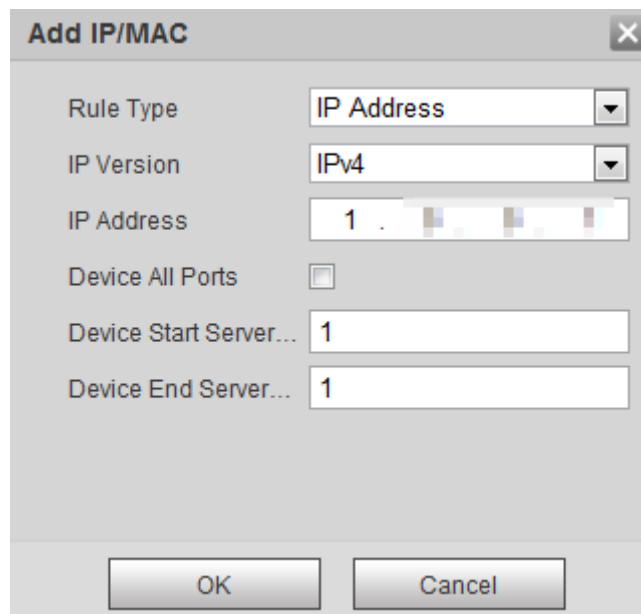 Add IP/MAC
Rule Type IP Address
IP Version IPv4
IP Address 1 .
Device All Ports
Device Start Server... 1
Device End Server... 1
OK Cancel